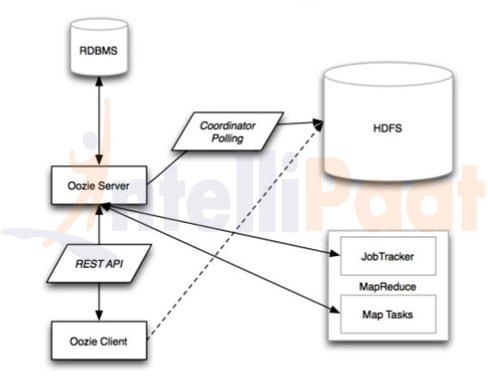 RDBMS
Coordinator
Polling
HDFS
Oozie Server
IntelliPaat
REST API
JobTracker
MapReduce
Map Tasks
Oozie Client